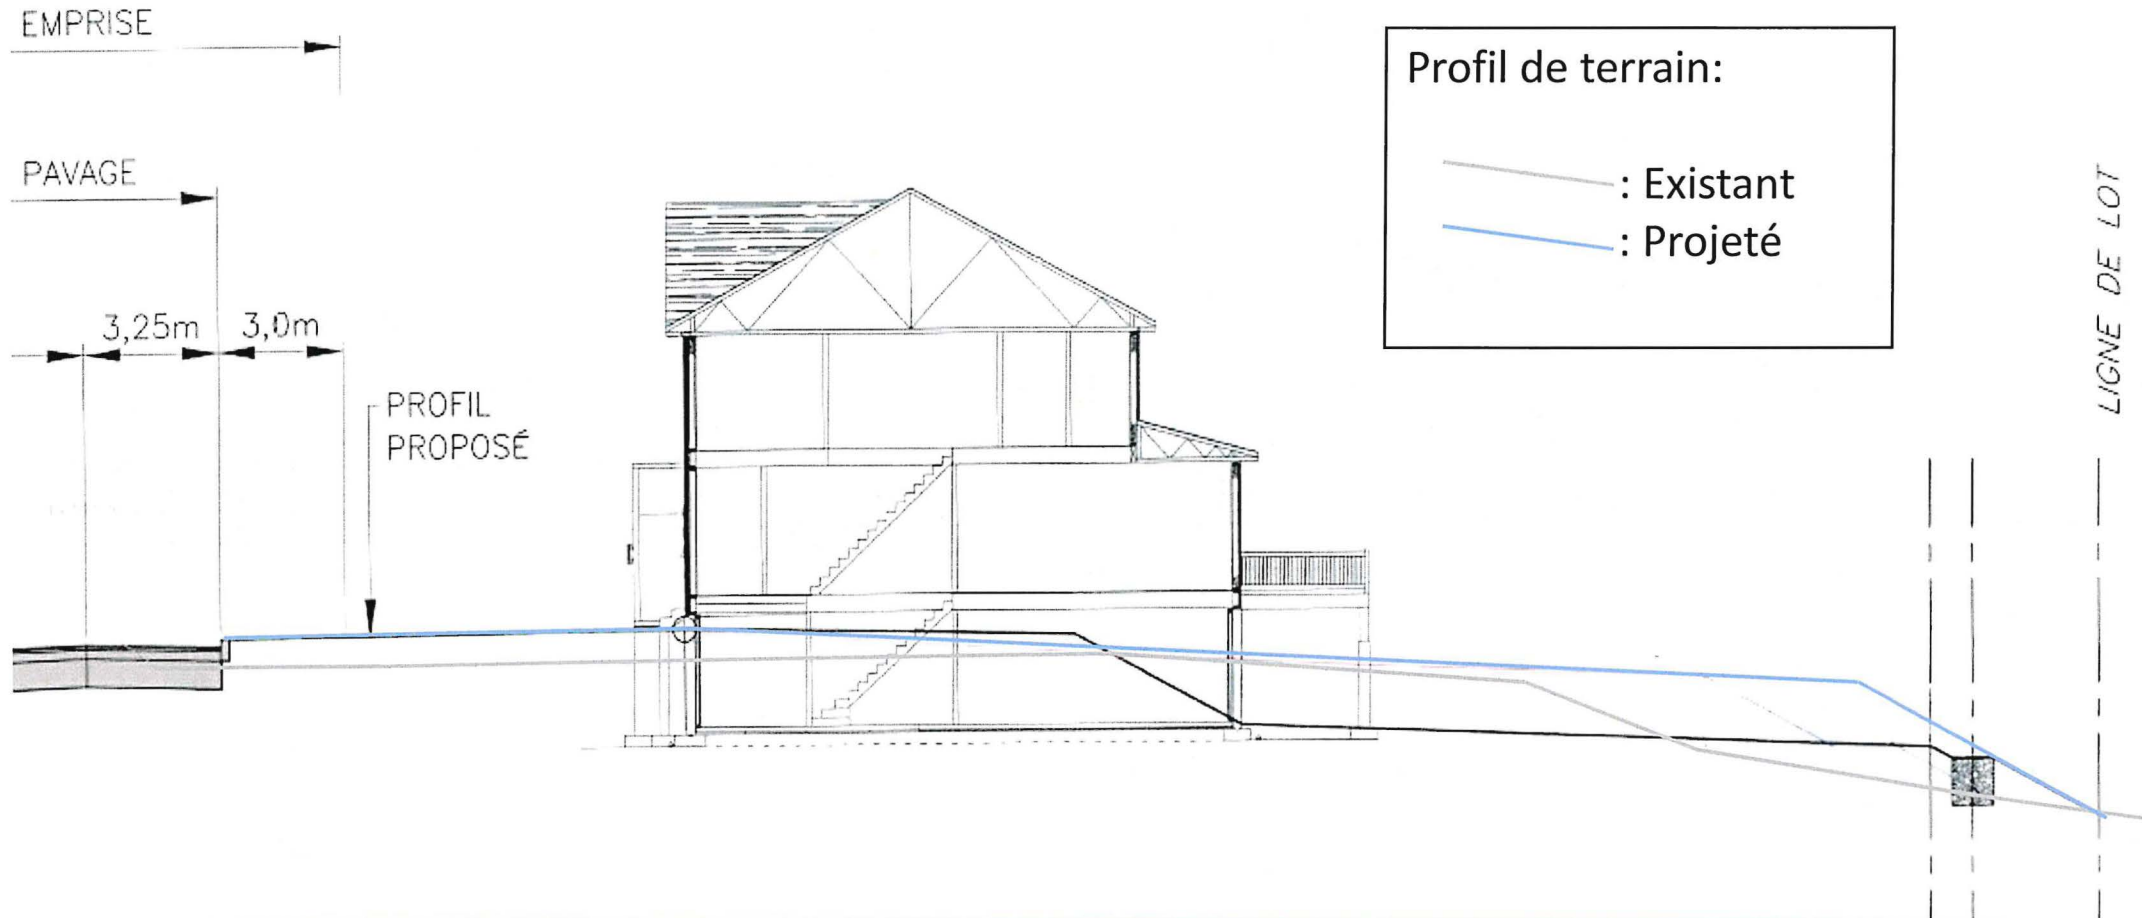 EMPRISE
PAVAGE
3,25m
3,0m
PROFIL
PROPOSÉ
Profil de terrain:
: Existant
: Projeté
LIGNE DE LOT